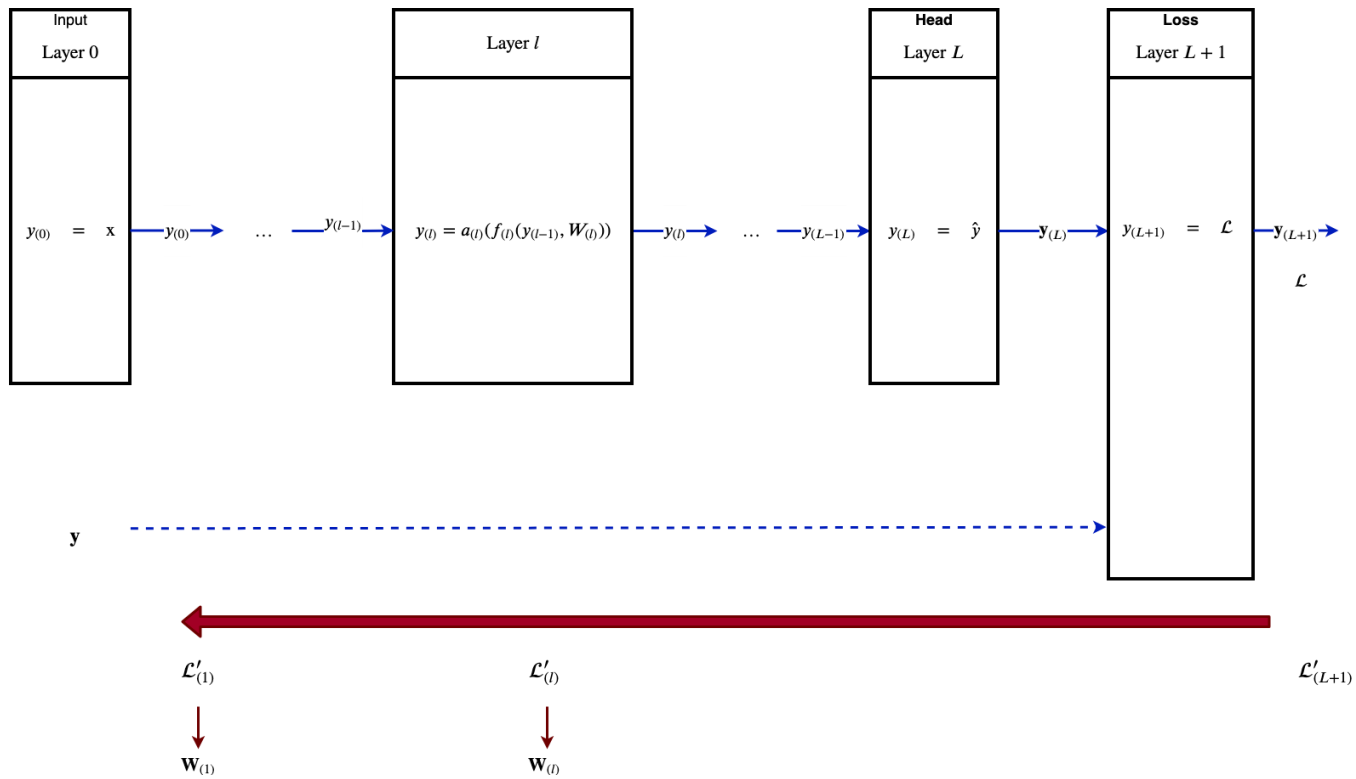 Input
Layer 0
Layer l
Head
Layer L
Loss
Layer L + 1
y(0) = x
y(0)
…
y(l−1)
y(l) = a(l)(f(l)(y(l−1), W(l)))
y(l)
…
y(L−1)
y(L) = ŷ
y(L)
y(L+1) = ℒ
y(L+1)
ℒ
y
ℒ′(1)
ℒ′(l)
ℒ′(L+1)
W(1)
W(l)